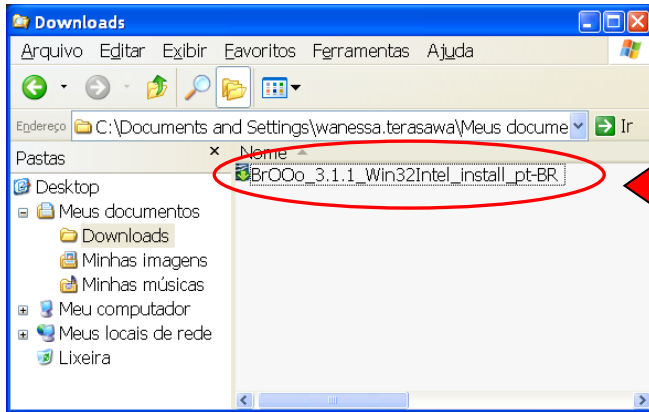 Downloads
Arquivo Editar Exibir Favoritos Ferramentas Ajuda
Endereço C:\Documents and Settings\wanessa.terasawa\Meus docume Ir
Pastas × Nome
BrOOo_3.1.1_Win32Intel_install_pt-BR
Desktop
Meus documentos
Downloads
Minhas imagens
Minhas músicas
Meu computador
Meus locais de rede
Lixeira